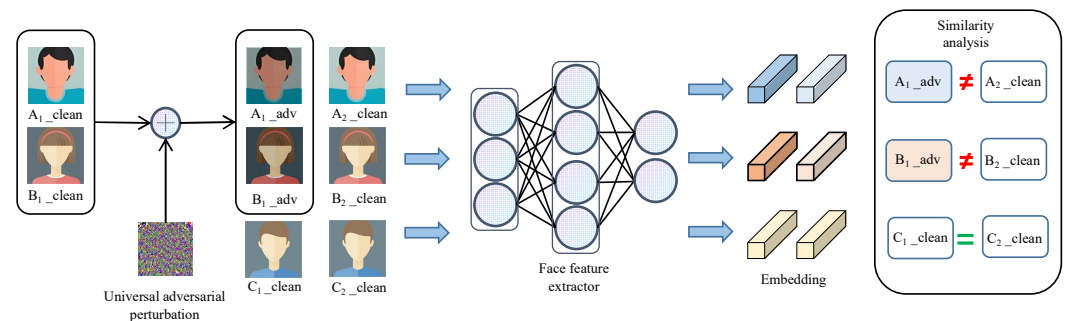 A₁_clean
B₁_clean
Universal adversarial
perturbation
A₁_adv
A₂_clean
B₁_adv
B₂_clean
C₁_clean
C₂_clean
Face feature
extractor
Embedding
Similarity
analysis
A₁_adv ≠ A₂_clean
B₁_adv ≠ B₂_clean
C₁_clean = C₂_clean